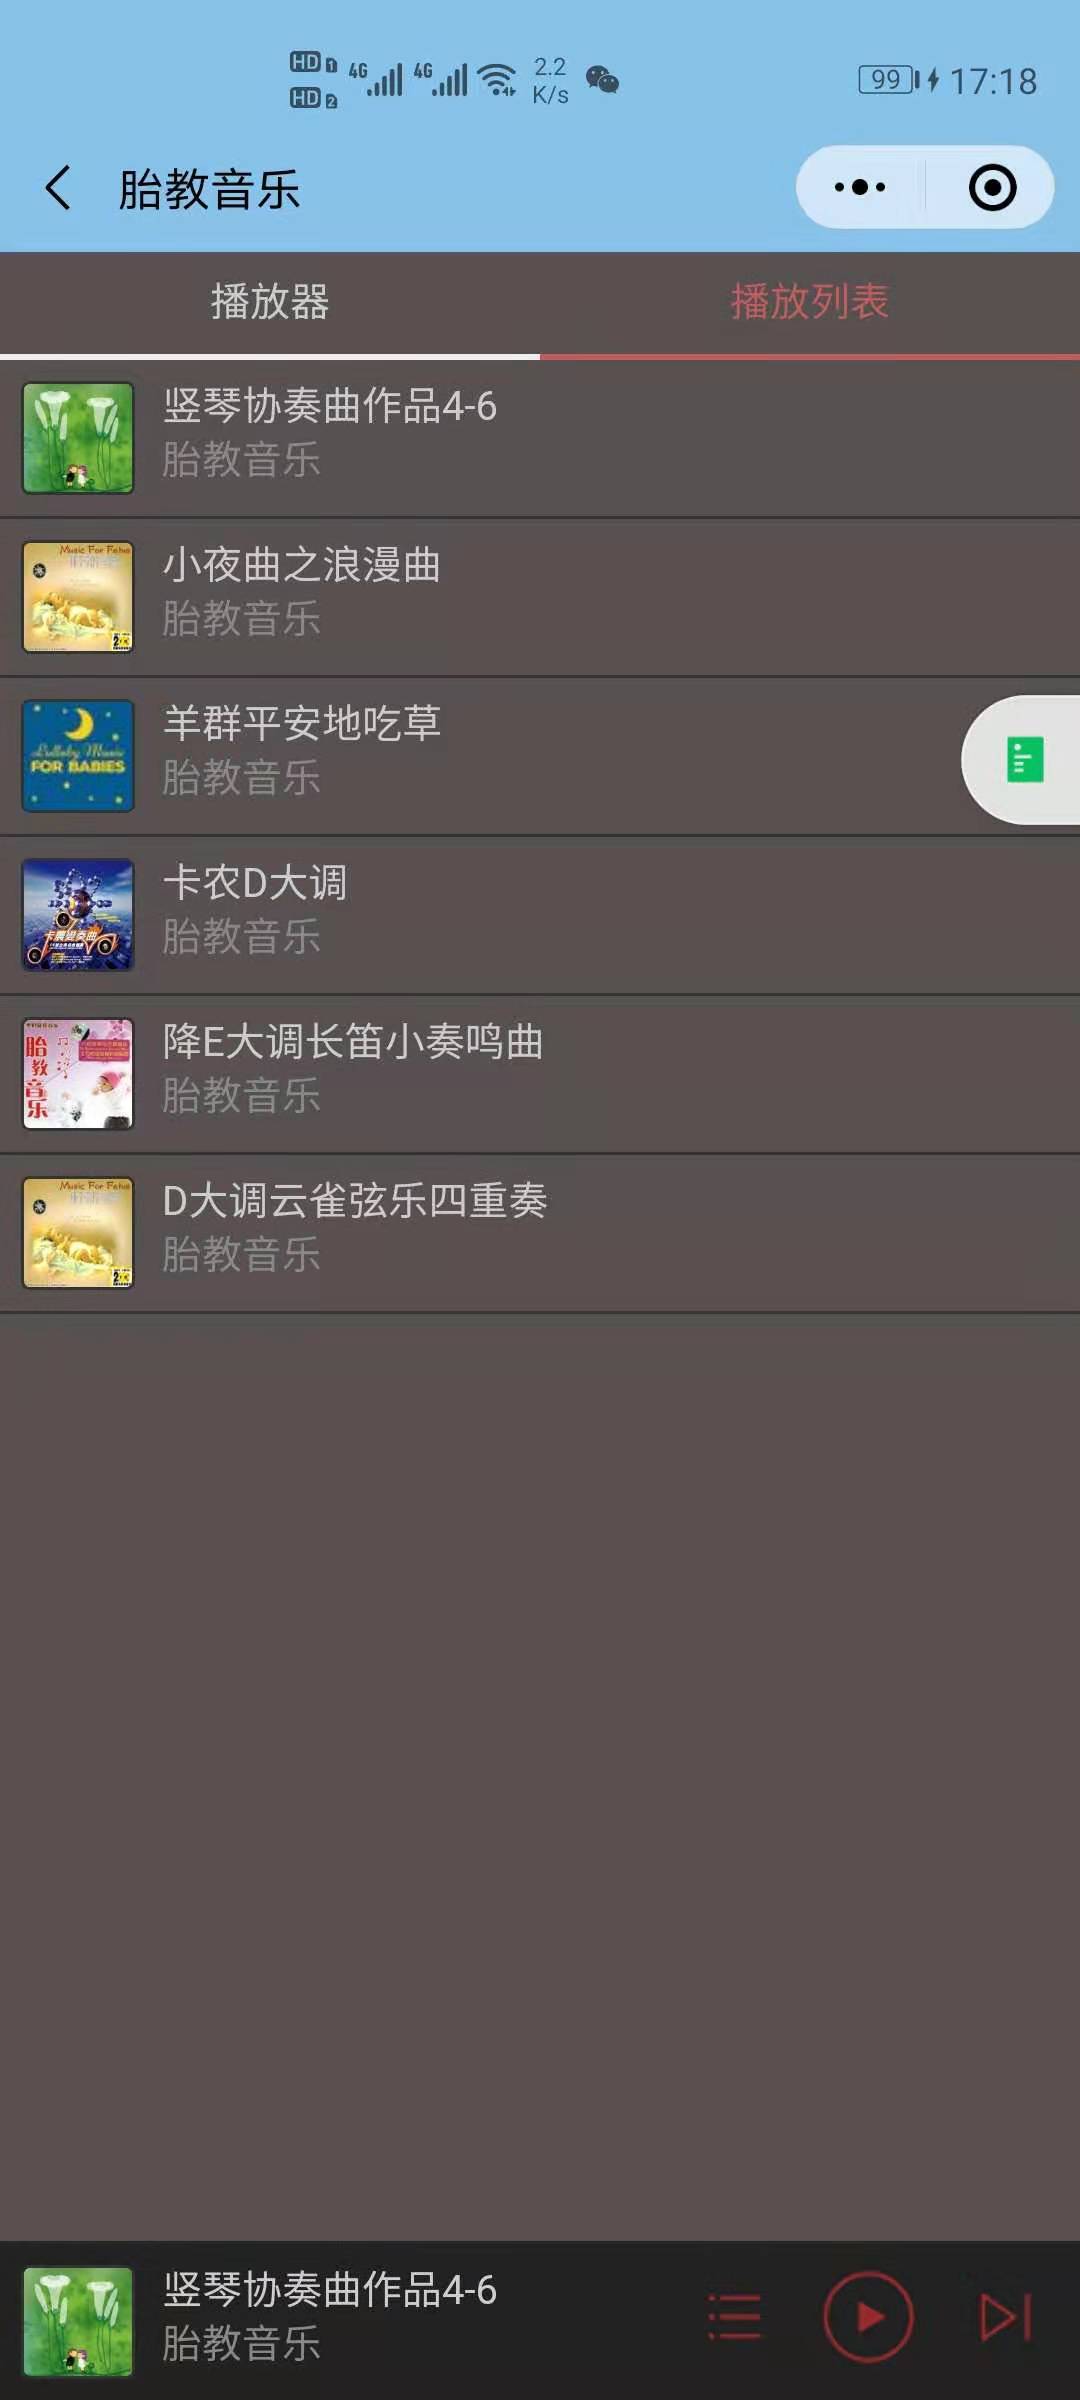 HD 1
HD 2
4G
4G
2.2
K/s
99
17:18
胎教音乐
播放器
播放列表
竖琴协奏曲作品4-6
胎教音乐
Music For Fetus
小夜曲之浪漫曲
胎教音乐
Lullaby Music
FOR BABIES
羊群平安地吃草
胎教音乐
卡农D大调
胎教音乐
胎教音乐
降E大调长笛小奏鸣曲
胎教音乐
Music For Fetus
D大调云雀弦乐四重奏
胎教音乐
竖琴协奏曲作品4-6
胎教音乐